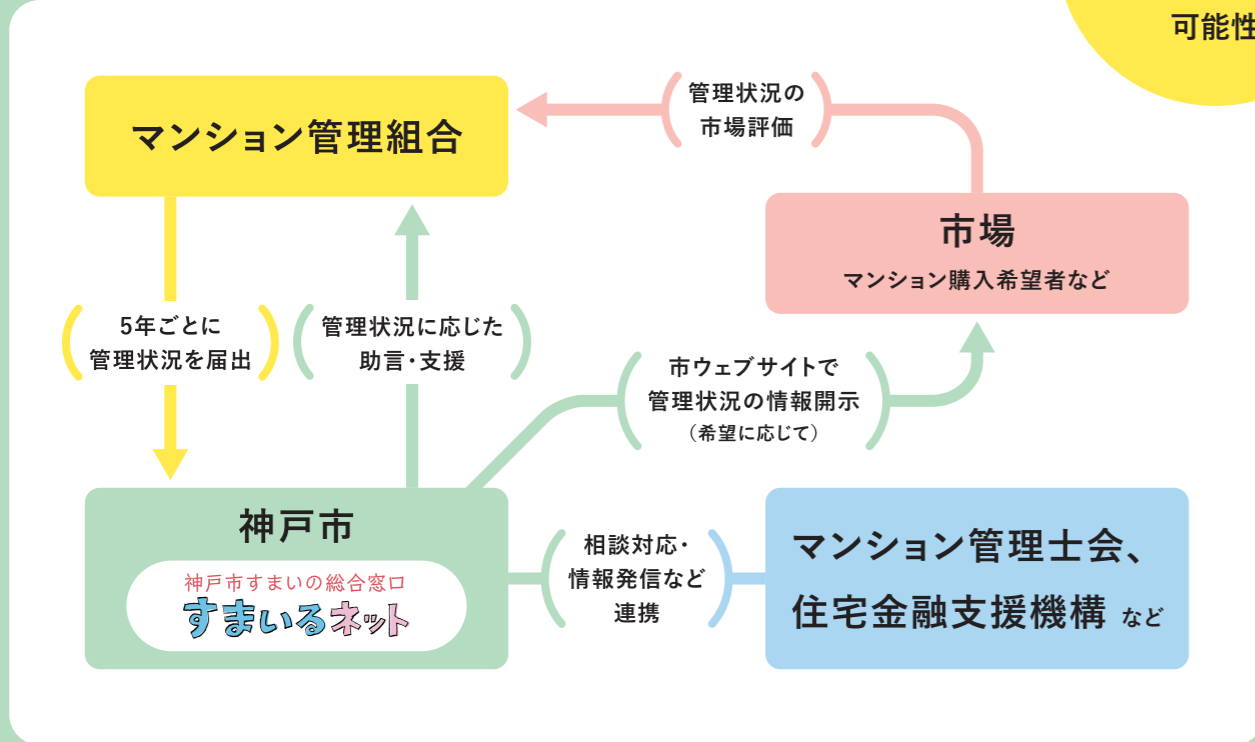 可能性
マンション管理組合
管理状況の
市場評価
市場
マンション購入希望者など
5年ごとに
管理状況を届出
管理状況に応じた
助言・支援
市ウェブサイトで
管理状況の情報開示
（希望に応じて）
神戸市
神戸市すまいの総合窓口
すまいるネット
相談対応・
情報発信など
連携
マンション管理士会、
住宅金融支援機構 など